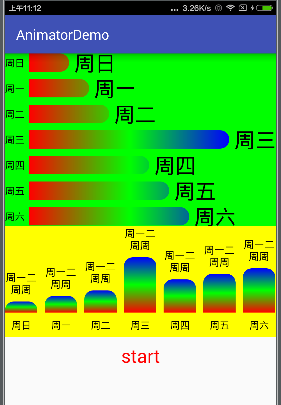 上午11:12 ... 3.26K/s
AnimatorDemo
周日 周日
周一 周一
周二 周二
周三 周三
周四 周四
周五 周五
周六 周六
周一二 周一二 周一二 周一二 周一二 周一二 周一二
周周 周周 周周 周周 周周 周周 周周
周日 周一 周二 周三 周四 周五 周六
start